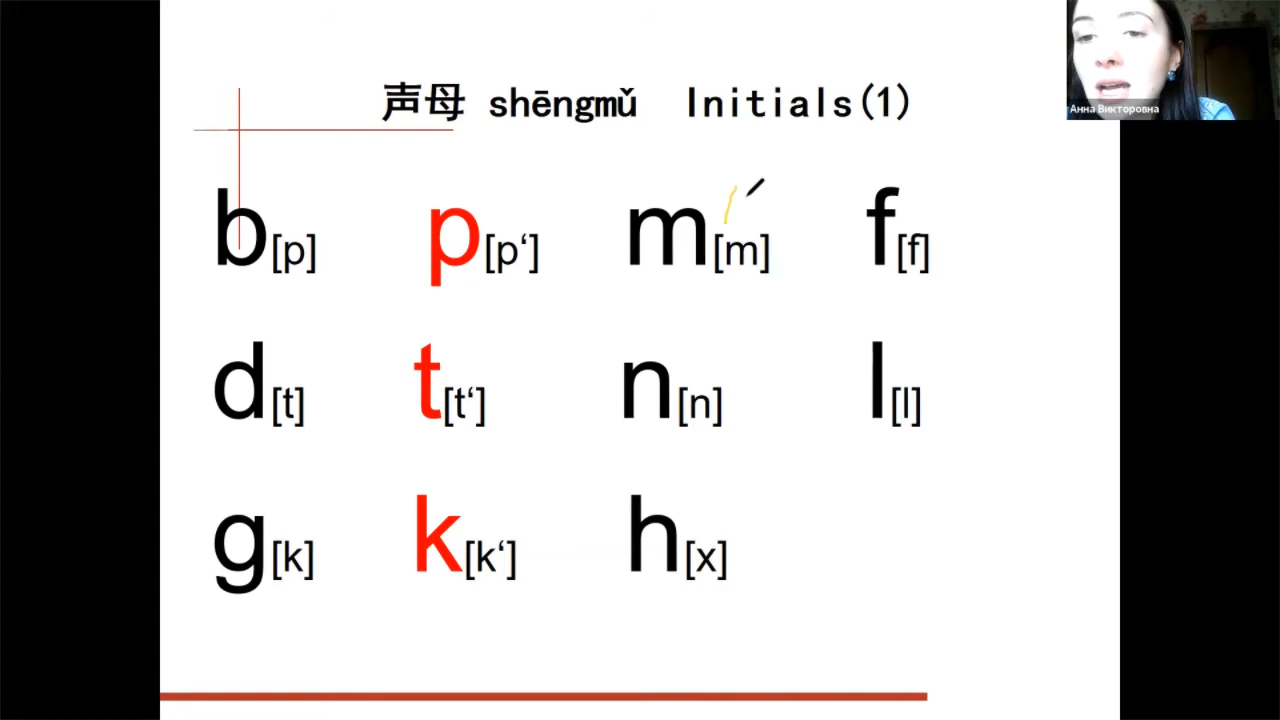 声母 shēngmǔ Initials(1)
Анна Викторовна
b[p] p[p‘] m[m] f[f]
d[t] t[t‘] n[n] l[l]
g[k] k[k‘] h[x]